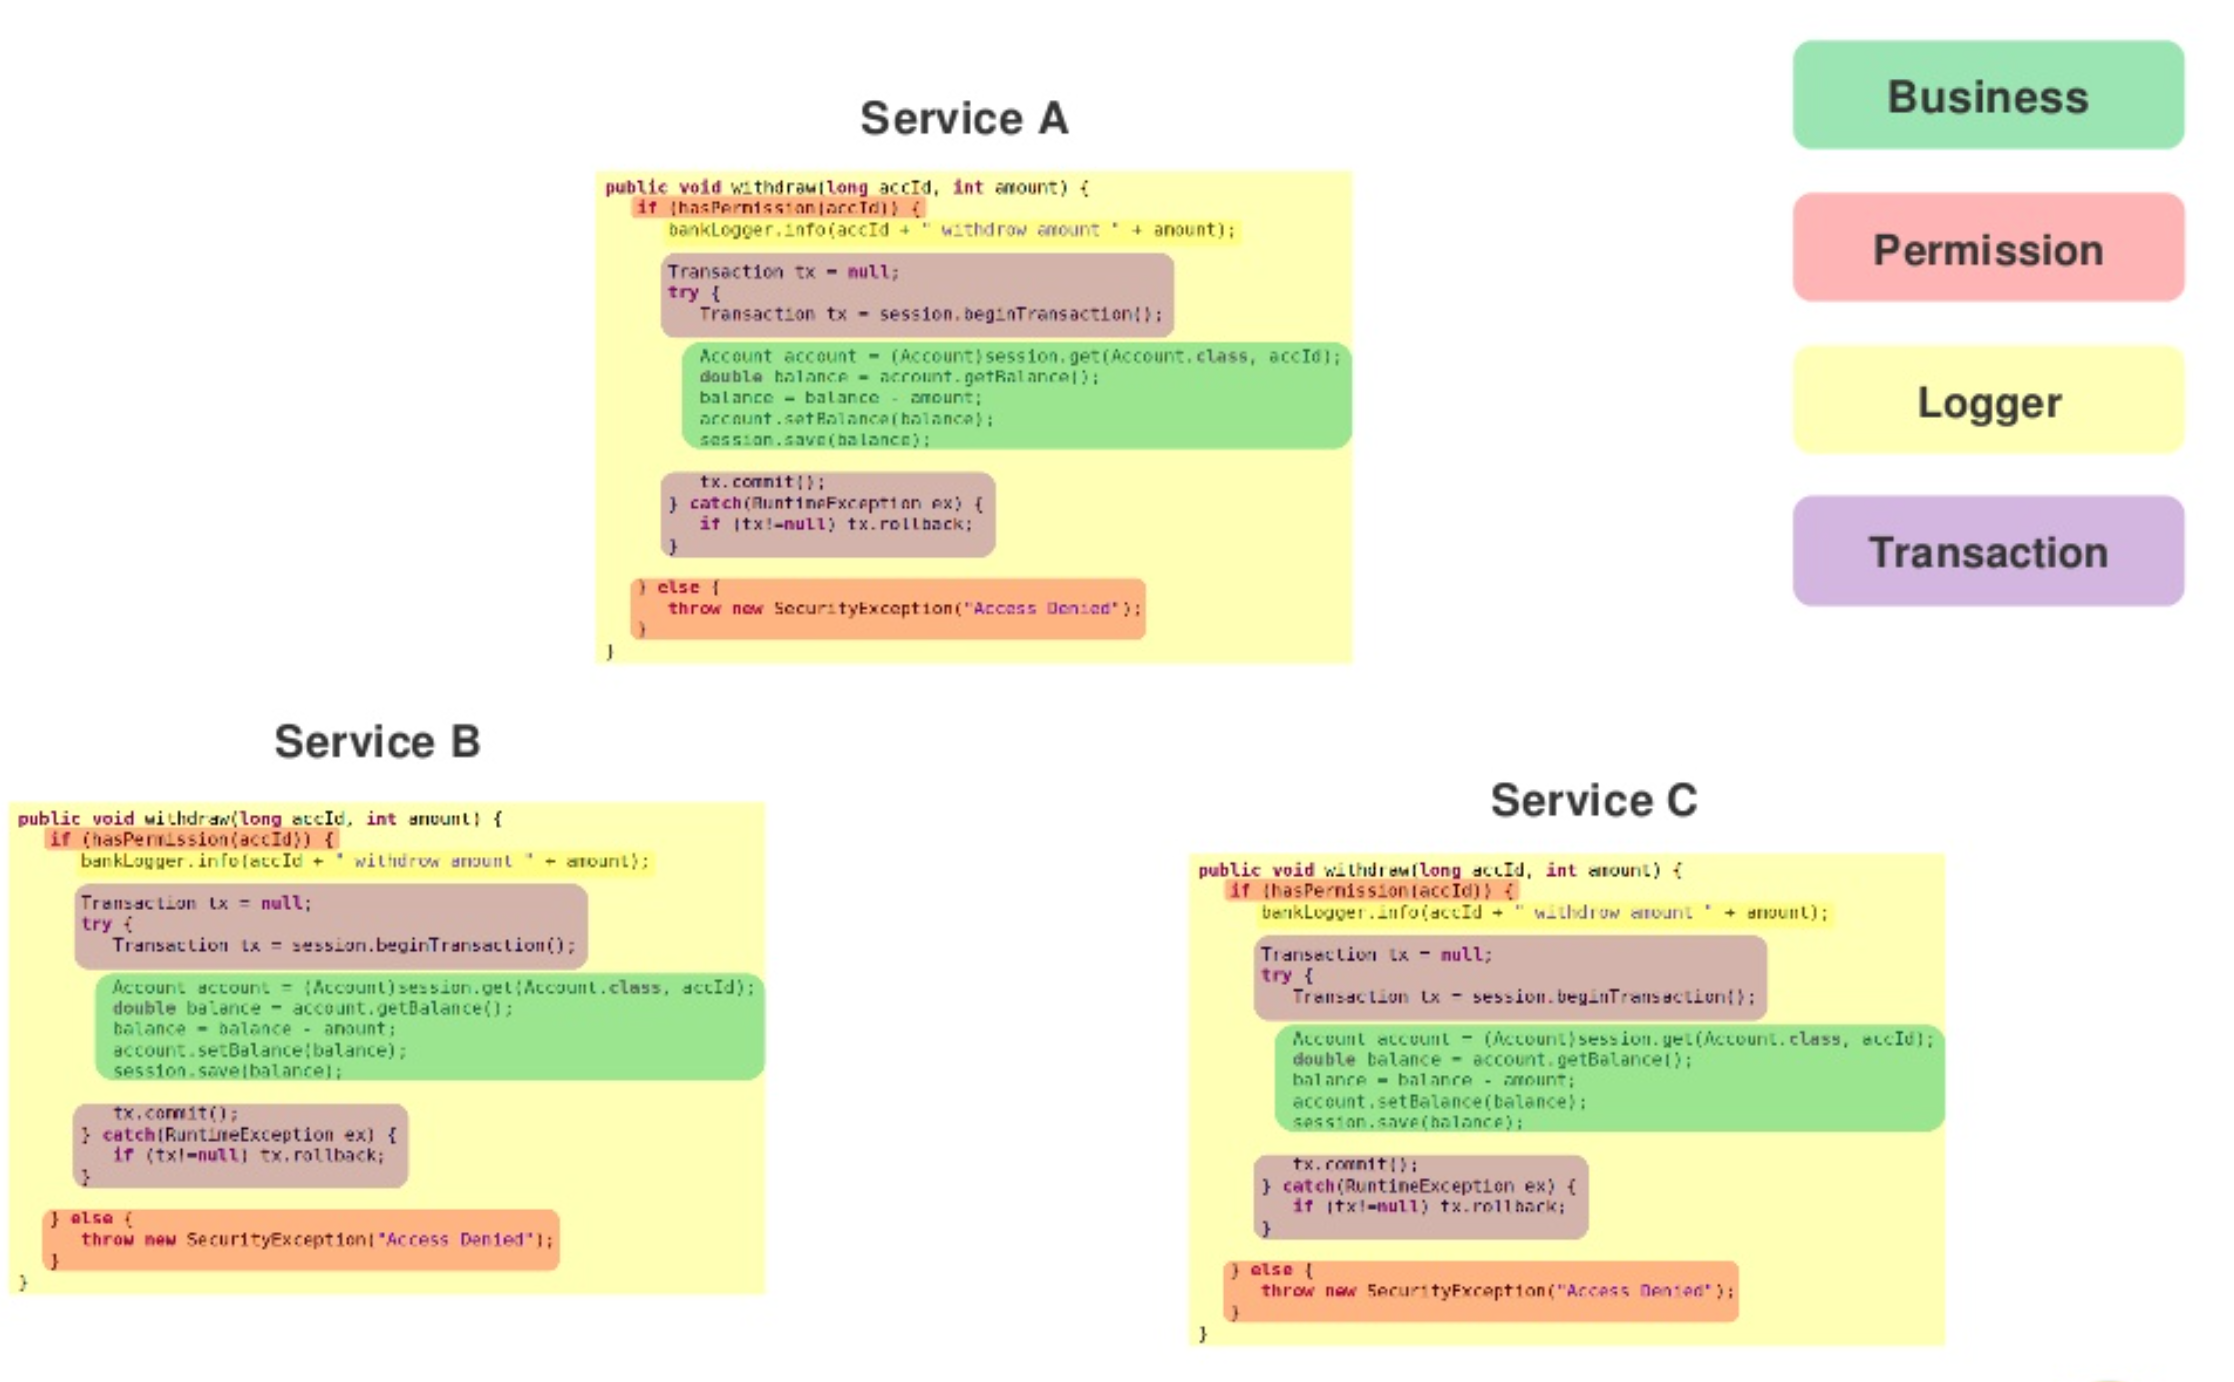 Service A
public void withdraw(long accId, int amount) {
if (hasPermission(accId)) {
bankLogger.info(accId + " withdrow amount " + amount);
Transaction tx = null;
try {
Transaction tx = session.beginTransaction();
Account account = (Account)session.get(Account.class, accId);
double balance = account.getBalance();
balance = balance - amount;
account.setBalance(balance);
session.save(balance);
tx.commit();
} catch(RuntimeException ex) {
if (tx!=null) tx.rollback;
}
} else {
throw new SecurityException("Access Denied");
}
}
Business
Permission
Logger
Transaction
Service B
public void withdraw(long accId, int amount) {
if (hasPermission(accId)) {
bankLogger.info(accId + " withdrow amount " + amount);
Transaction tx = null;
try {
Transaction tx = session.beginTransaction();
Account account = (Account)session.get(Account.class, accId);
double balance = account.getBalance();
balance = balance - amount;
account.setBalance(balance);
session.save(balance);
tx.commit();
} catch(RuntimeException ex) {
if (tx!=null) tx.rollback;
}
} else {
throw new SecurityException("Access Denied");
}
}
Service C
public void withdraw(long accId, int amount) {
if (hasPermission(accId)) {
bankLogger.info(accId + " withdrow amount " + amount);
Transaction tx = null;
try {
Transaction tx = session.beginTransaction();
Account account = (Account)session.get(Account.class, accId);
double balance = account.getBalance();
balance = balance - amount;
account.setBalance(balance);
session.save(balance);
tx.commit();
} catch(RuntimeException ex) {
if (tx!=null) tx.rollback;
}
} else {
throw new SecurityException("Access Denied");
}
}